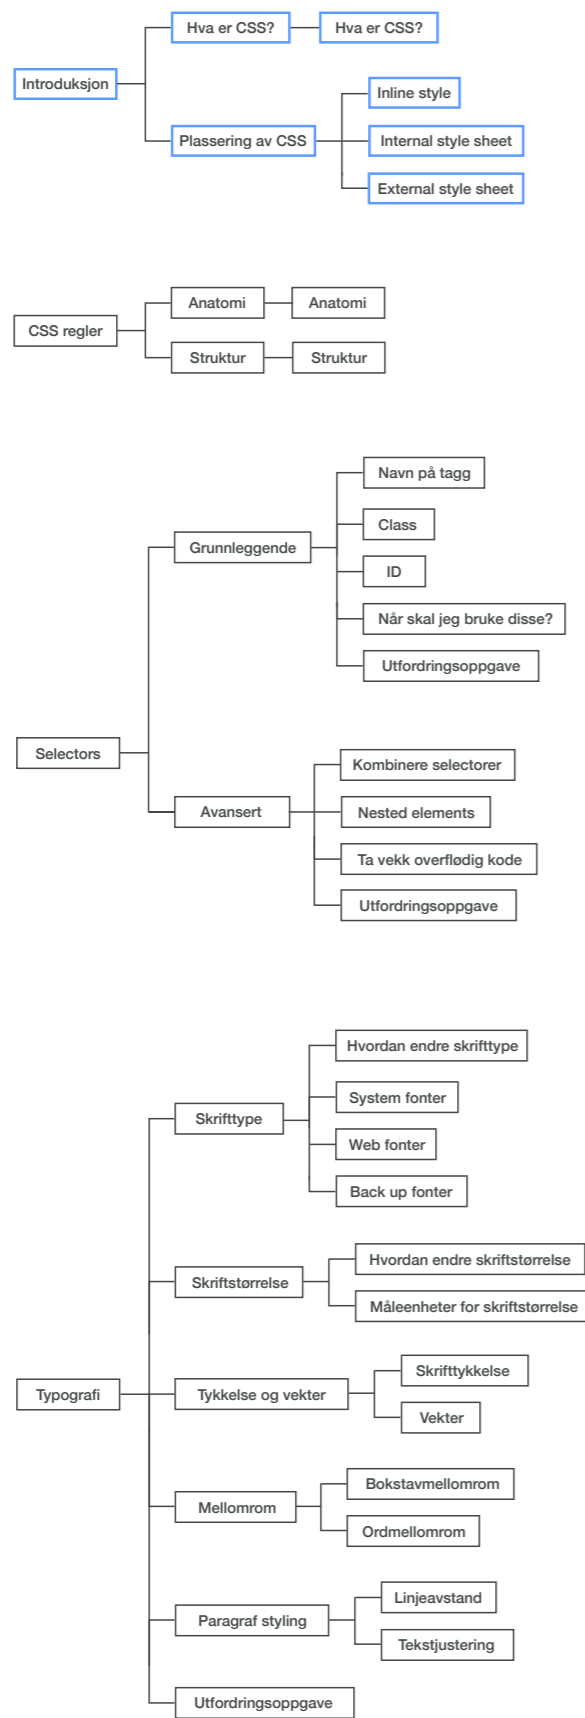 Hva er CSS?
Hva er CSS?
Introduksjon
Inline style
Plassering av CSS
Internal style sheet
External style sheet
Anatomi
Anatomi
CSS regler
Struktur
Struktur
Navn på tagg
Class
Grunnleggende
ID
Når skal jeg bruke disse?
Utfordringsoppgave
Selectors
Kombinere selectorer
Avansert
Nested elements
Ta vekk overflødig kode
Utfordringsoppgave
Hvordan endre skrifttype
System fonter
Skrifttype
Web fonter
Back up fonter
Hvordan endre skriftstørrelse
Skriftstørrelse
Måleenheter for skriftstørrelse
Skrifttykkelse
Typografi
Tykkelse og vekter
Vekter
Bokstavmellomrom
Mellomrom
Ordmellomrom
Linjeavstand
Paragraf styling
Tekstjustering
Utfordringsoppgave